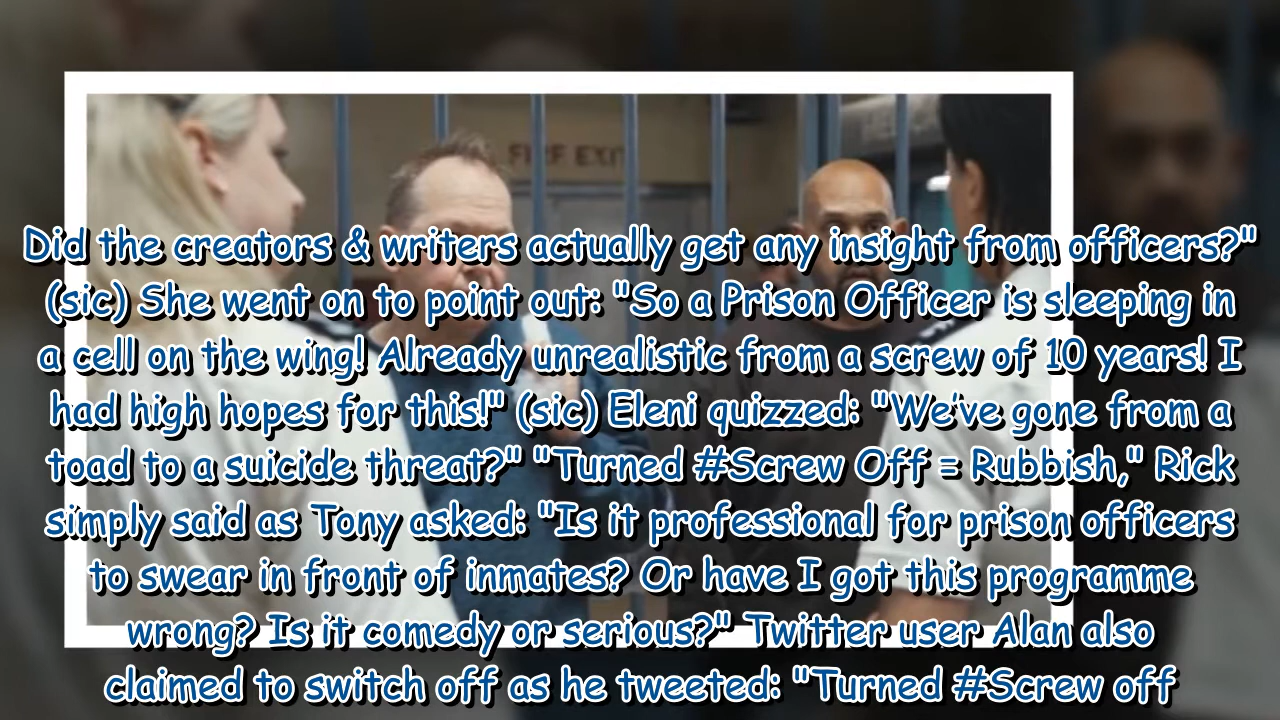 FIRE EXIT
Did the creators & writers actually get any insight from officers?"
(sic) She went on to point out: "So a Prison Officer is sleeping in
a cell on the wing! Already unrealistic from a screw of 10 years! I
had high hopes for this!" (sic) Eleni quizzed: "We've gone from a
toad to a suicide threat?" "Turned #Screw Off = Rubbish," Rick
simply said as Tony asked: "Is it professional for prison officers
to swear in front of inmates? Or have I got this programme
wrong? Is it comedy or serious?" Twitter user Alan also
claimed to switch off as he tweeted: "Turned #Screw off